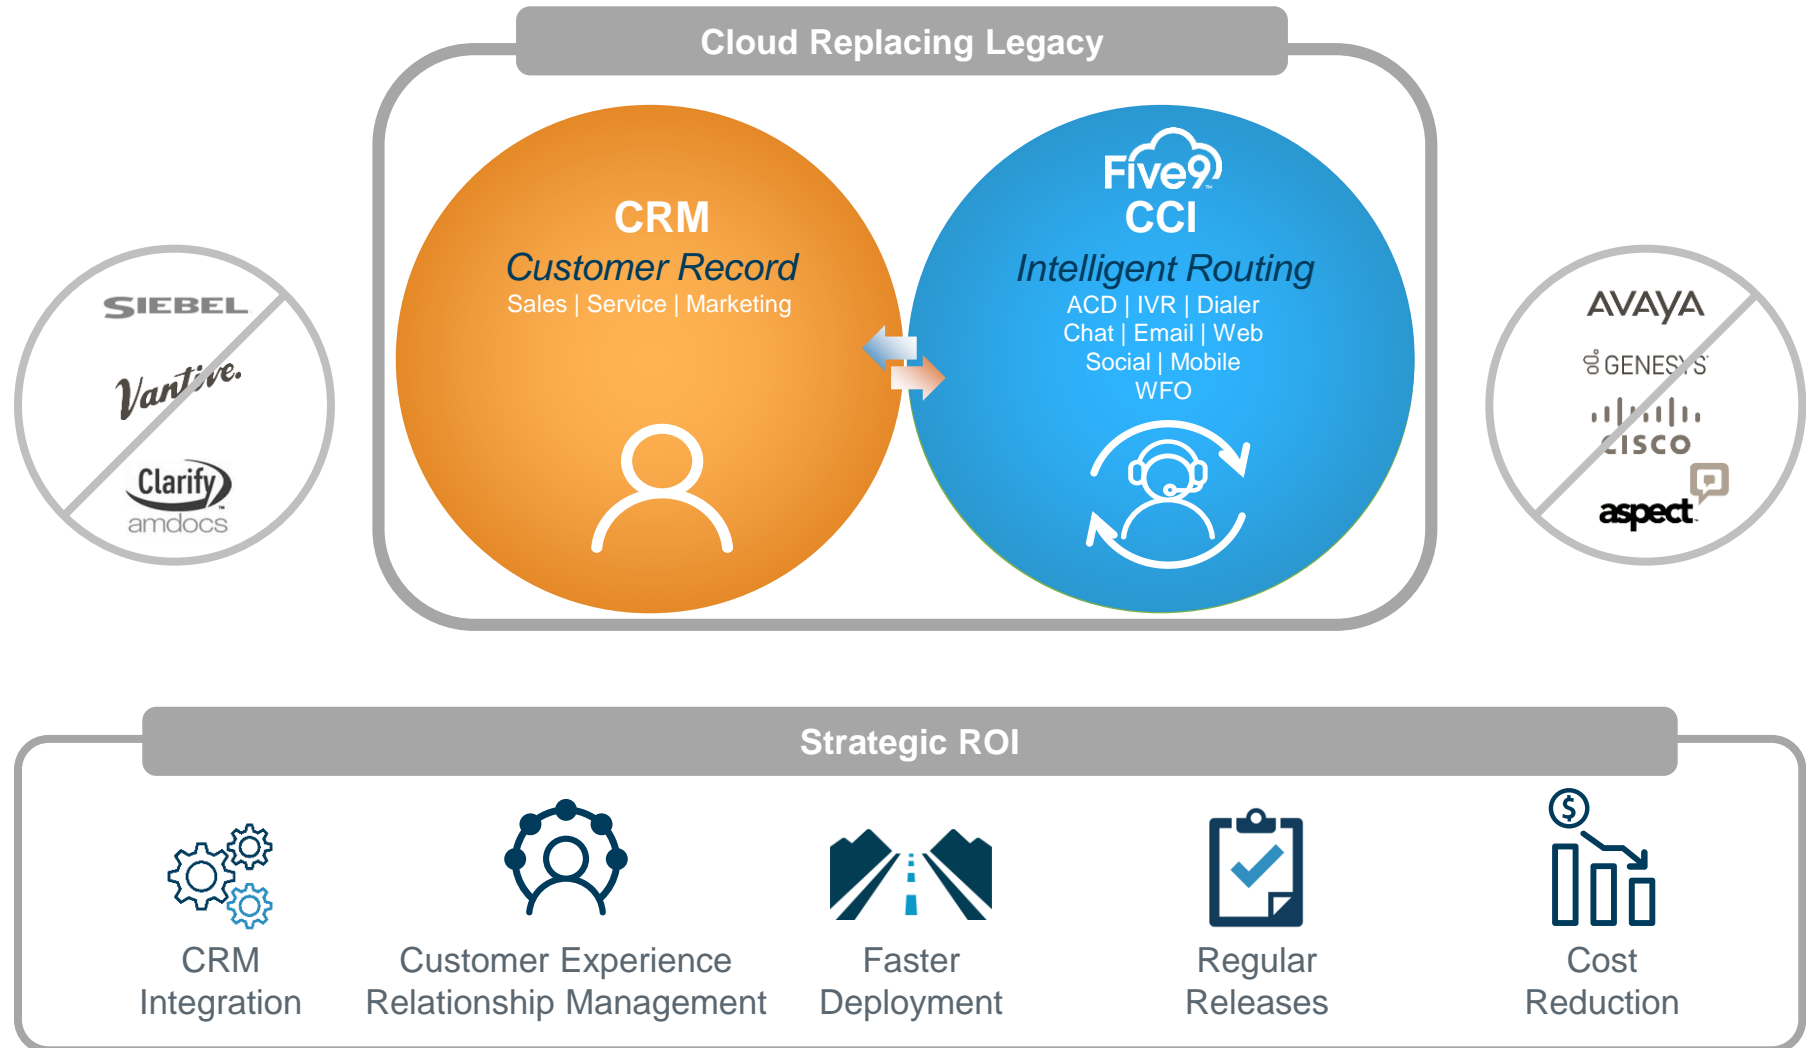 Cloud Replacing Legacy
SIEBEL
Vantive.
Clarify™
amdocs
CRM
Customer Record
Sales | Service | Marketing
Five9™
CCI
Intelligent Routing
ACD | IVR | Dialer
Chat | Email | Web
Social | Mobile
WFO
AVAYA
GENESYS
CISCO
aspect
Strategic ROI
$
CRM
Integration
Customer Experience
Relationship Management
Faster
Deployment
Regular
Releases
Cost
Reduction